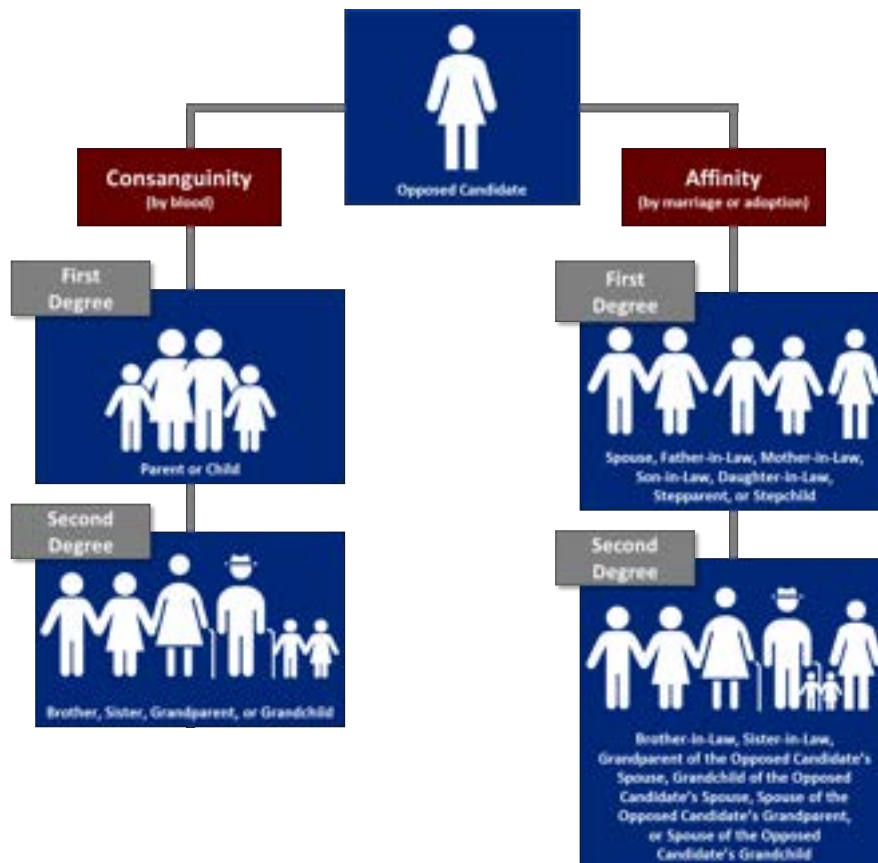 Opposed Candidate
Consanguinity
(by blood)
Affinity
(by marriage or adoption)
First
Degree
Parent or Child
Second
Degree
Brother, Sister, Grandparent, or Grandchild
First
Degree
Spouse, Father-in-Law, Mother-in-Law,
Son-in-Law, Daughter-in-Law,
Stepparent, or Stepchild
Second
Degree
Brother-in-Law, Sister-in-Law,
Grandparent of the Opposed Candidate's
Spouse, Grandchild of the Opposed
Candidate's Spouse, Spouse of the
Opposed Candidate's Grandparent,
or Spouse of the Opposed
Candidate's Grandchild